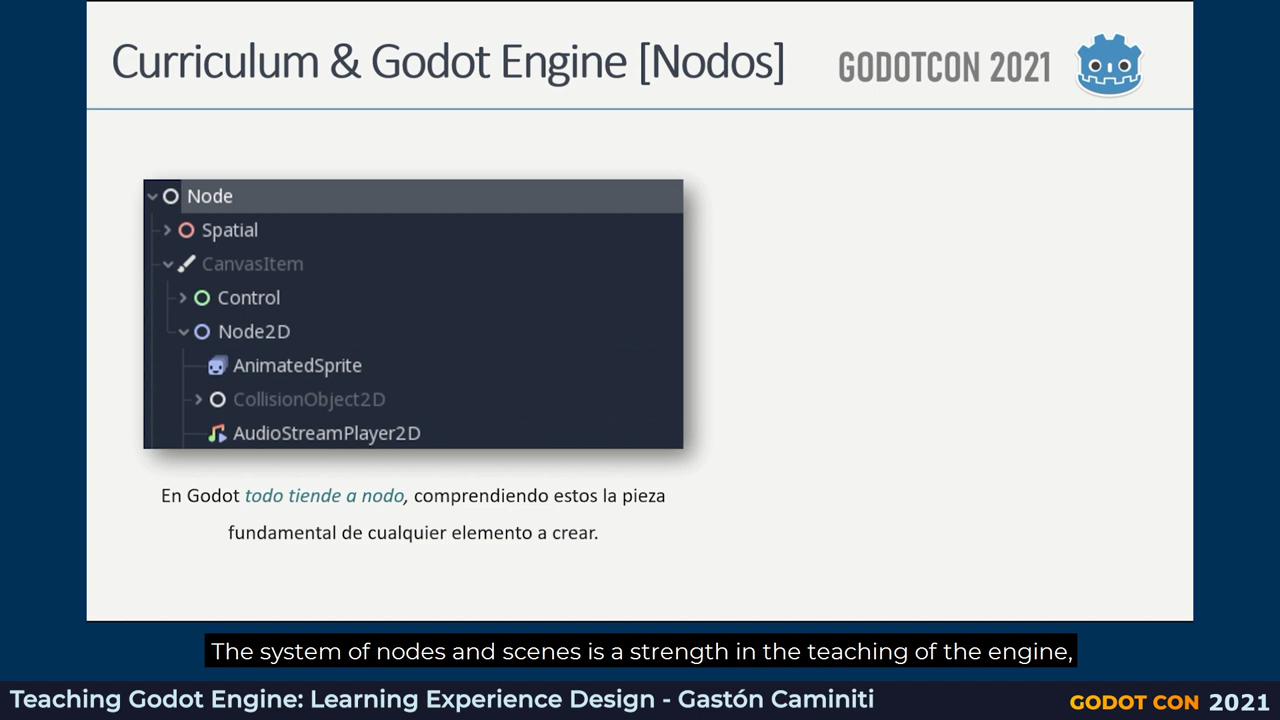 Curriculum & Godot Engine [Nodos]
GODOTCON 2021
Node
Spatial
CanvasItem
Control
Node2D
AnimatedSprite
CollisionObject2D
AudioStreamPlayer2D
En Godot todo tiende a nodo, comprendiendo estos la pieza
fundamental de cualquier elemento a crear.
The system of nodes and scenes is a strength in the teaching of the engine,
Teaching Godot Engine: Learning Experience Design - Gastón Caminiti
GODOT CON 2021